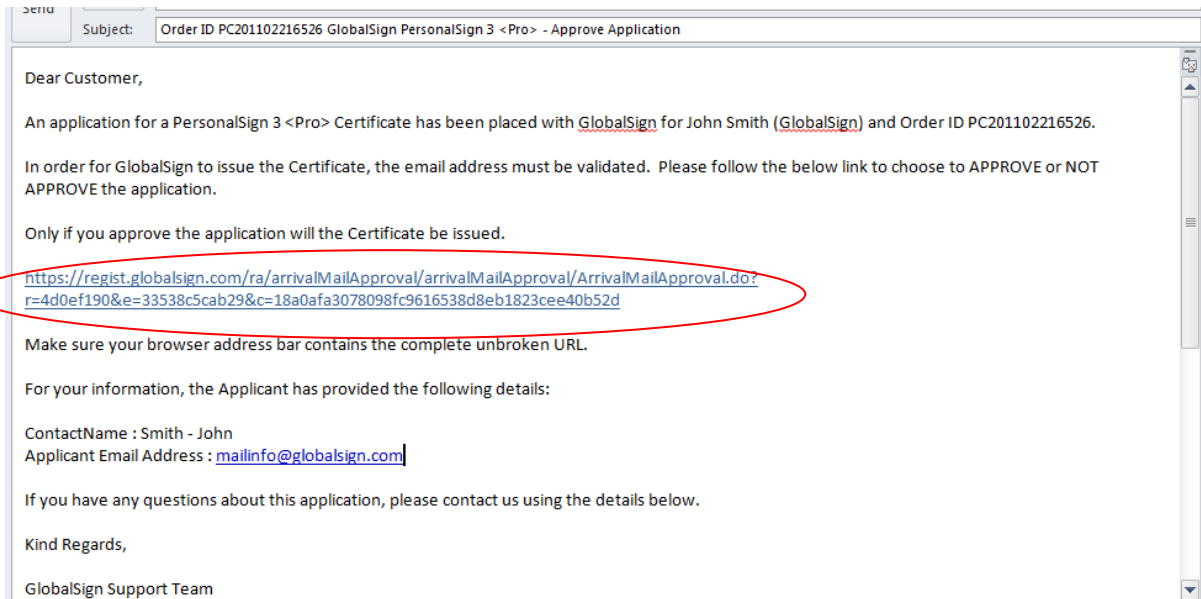 Send
Subject: Order ID PC201102216526 GlobalSign PersonalSign 3 <Pro> - Approve Application
Dear Customer,
An application for a PersonalSign 3 <Pro> Certificate has been placed with GlobalSign for John Smith (GlobalSign) and Order ID PC201102216526.
In order for GlobalSign to issue the Certificate, the email address must be validated. Please follow the below link to choose to APPROVE or NOT
APPROVE the application.
Only if you approve the application will the Certificate be issued.
https://regist.globalsign.com/ra/arrivalMailApproval/arrivalMailApproval/ArrivalMailApproval.do?
r=4d0ef190&e=33538c5cab29&c=18a0afa3078098fc9616538d8eb1823cee40b52d
Make sure your browser address bar contains the complete unbroken URL.
For your information, the Applicant has provided the following details:
ContactName : Smith - John
Applicant Email Address : mailinfo@globalsign.com
If you have any questions about this application, please contact us using the details below.
Kind Regards,
GlobalSign Support Team